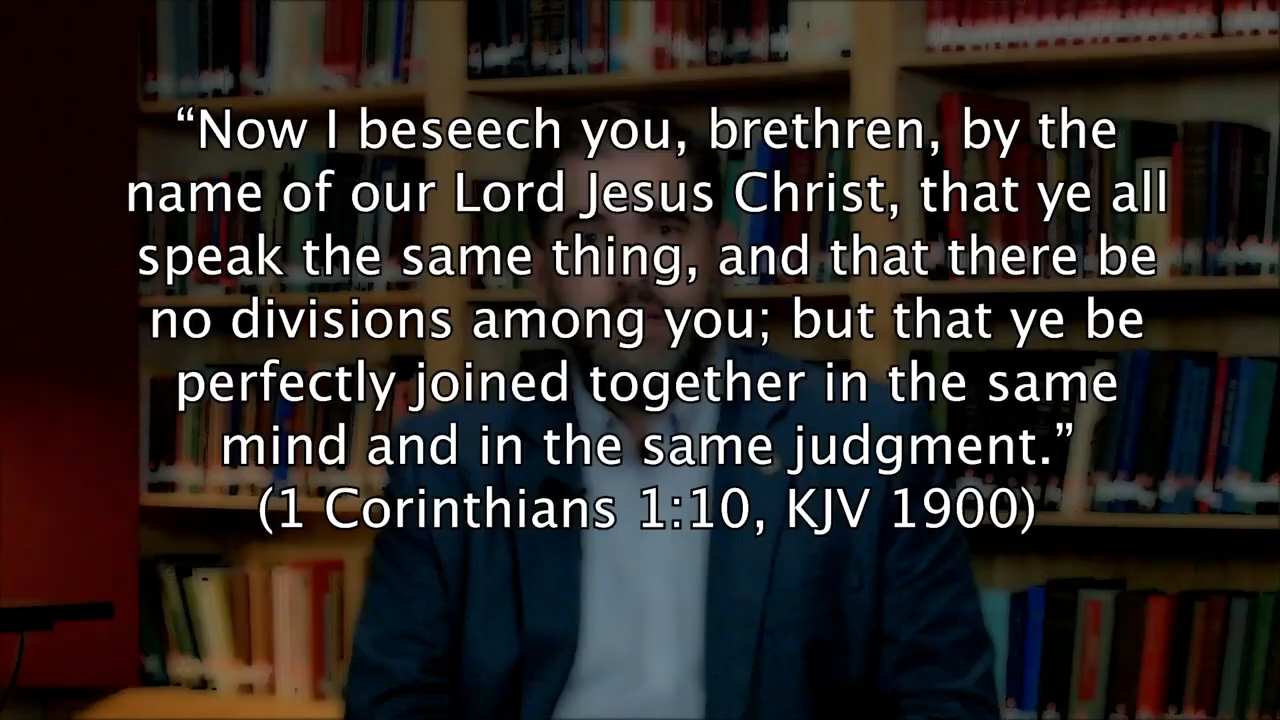 “Now I beseech you, brethren, by the
name of our Lord Jesus Christ, that ye all
speak the same thing, and that there be
no divisions among you; but that ye be
perfectly joined together in the same
mind and in the same judgment.”
(1 Corinthians 1:10, KJV 1900)